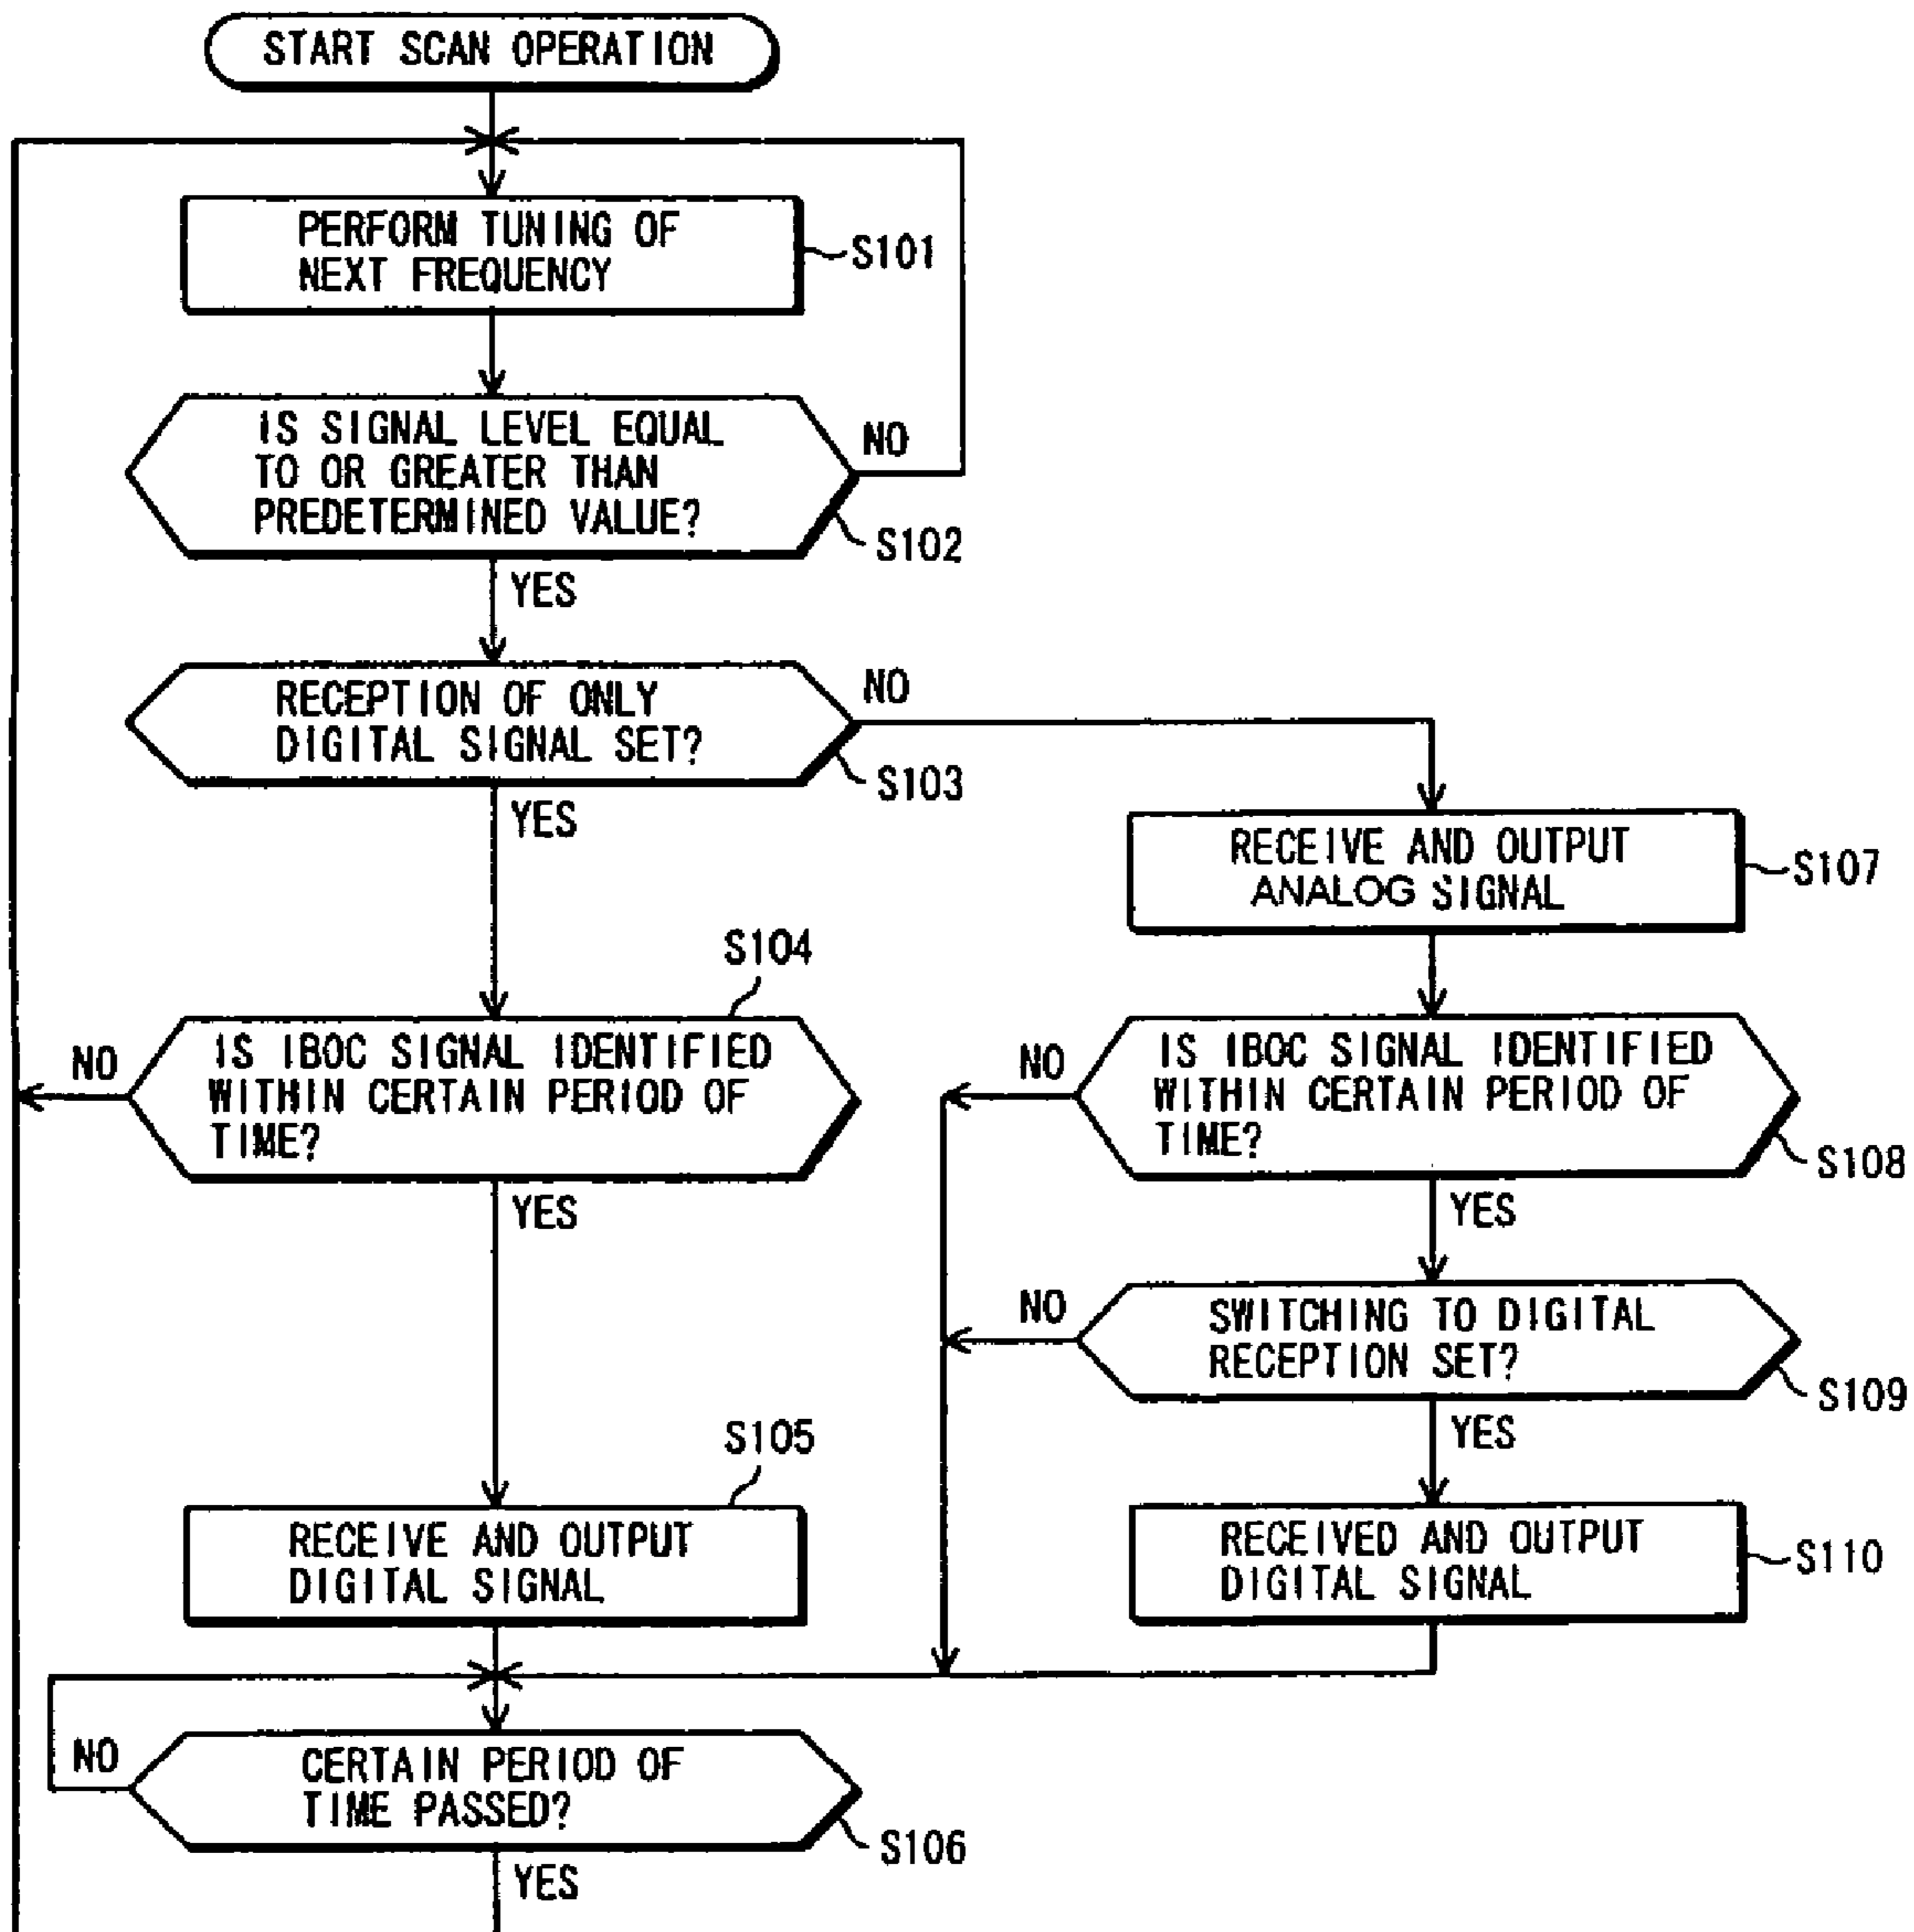 START SCAN OPERATION
PERFORM TUNING OF
NEXT FREQUENCY
S101
IS SIGNAL LEVEL EQUAL
TO OR GREATER THAN
PREDETERMINED VALUE?
NO
S102
YES
RECEPTION OF ONLY
DIGITAL SIGNAL SET?
NO
S103
YES
RECEIVE AND OUTPUT
ANALOG SIGNAL
S107
S104
IS IBOC SIGNAL IDENTIFIED
WITHIN CERTAIN PERIOD OF
TIME?
NO
YES
IS IBOC SIGNAL IDENTIFIED
WITHIN CERTAIN PERIOD OF
TIME?
NO
S108
YES
SWITCHING TO DIGITAL
RECEPTION SET?
NO
S109
YES
S105
RECEIVE AND OUTPUT
DIGITAL SIGNAL
RECEIVED AND OUTPUT
DIGITAL SIGNAL
S110
CERTAIN PERIOD OF
TIME PASSED?
NO
S106
YES